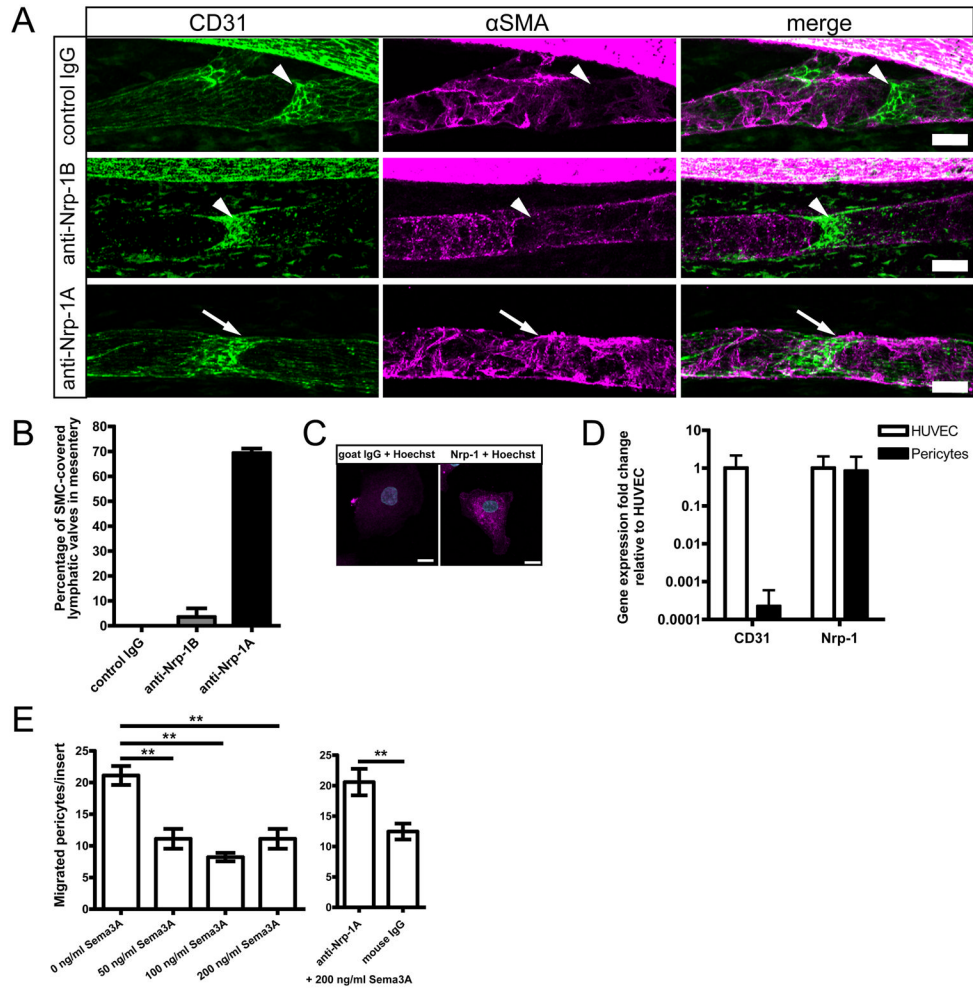 A
CD31
αSMA
merge
control IgG
anti-Nrp-1B
anti-Nrp-1A
B
Percentage of SMC-covered
lymphatic valves in mesentery
80
70
60
50
40
30
20
10
0
control IgG
anti-Nrp-1B
anti-Nrp-1A
C
goat IgG + Hoechst
Nrp-1 + Hoechst
D
Gene expression fold change
relative to HUVEC
10
1
0.1
0.01
0.001
0.0001
CD31
Nrp-1
HUVEC
Pericytes
E
Migrated pericytes/insert
25
20
15
10
5
0
**
**
**
0 ng/ml Sema3A
50 ng/ml Sema3A
100 ng/ml Sema3A
200 ng/ml Sema3A
25
20
15
10
5
0
**
anti-Nrp-1A
mouse IgG
+ 200 ng/ml Sema3A